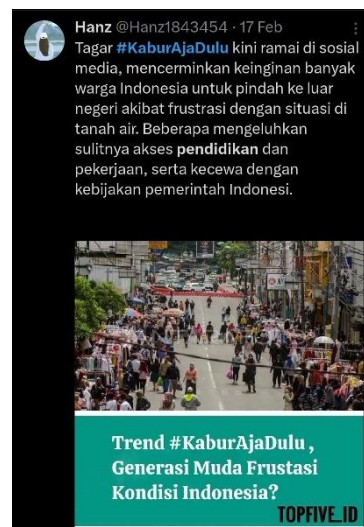 Hanz @Hanz1843454 · 17 Feb
Tagar #KaburAjaDulu kini ramai di sosial
media, mencerminkan keinginan banyak
warga Indonesia untuk pindah ke luar
negeri akibat frustrasi dengan situasi di
tanah air. Beberapa mengeluhkan
sulitnya akses pendidikan dan
pekerjaan, serta kecewa dengan
kebijakan pemerintah Indonesi.
Trend #KaburAjaDulu ,
Generasi Muda Frustasi
Kondisi Indonesia?
TOPFIVE_ID